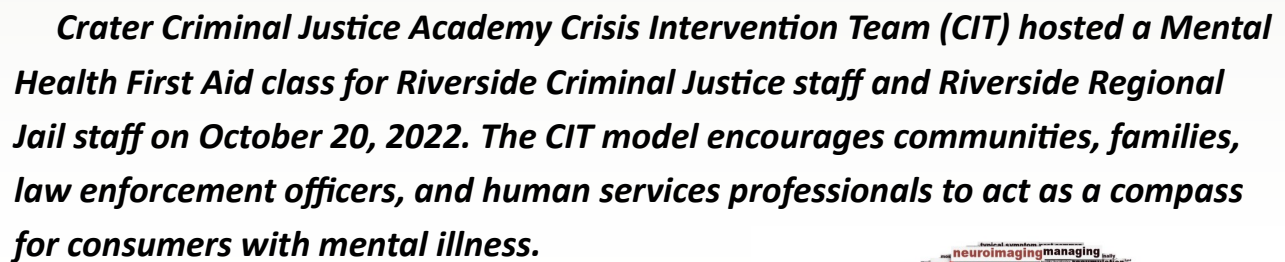 Crater Criminal Justice Academy Crisis Intervention Team (CIT) hosted a Mental
Health First Aid class for Riverside Criminal Justice staff and Riverside Regional
Jail staff on October 20, 2022. The CIT model encourages communities, families,
law enforcement officers, and human services professionals to act as a compass
for consumers with mental illness.
neuroimaging managing